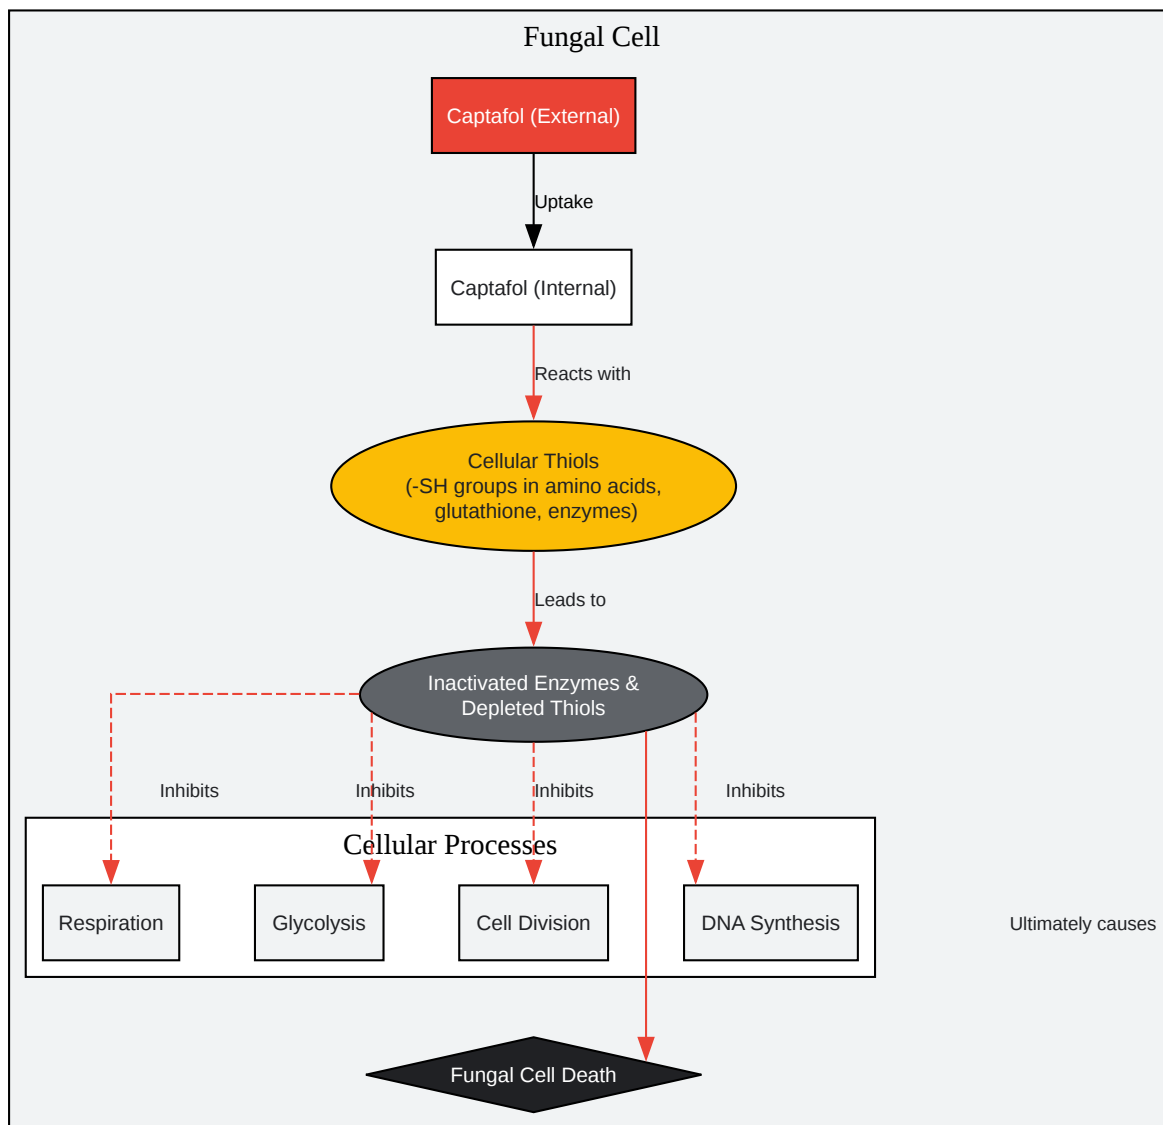 Fungal Cell
Captafol (External)
Uptake
Captafol (Internal)
Reacts with
Cellular Thiols
(-SH groups in amino acids,
glutathione, enzymes)
Leads to
Inactivated Enzymes &
Depleted Thiols
Inhibits
Inhibits
Inhibits
Inhibits
Cellular Processes
Respiration
Glycolysis
Cell Division
DNA Synthesis
Ultimately causes
Fungal Cell Death